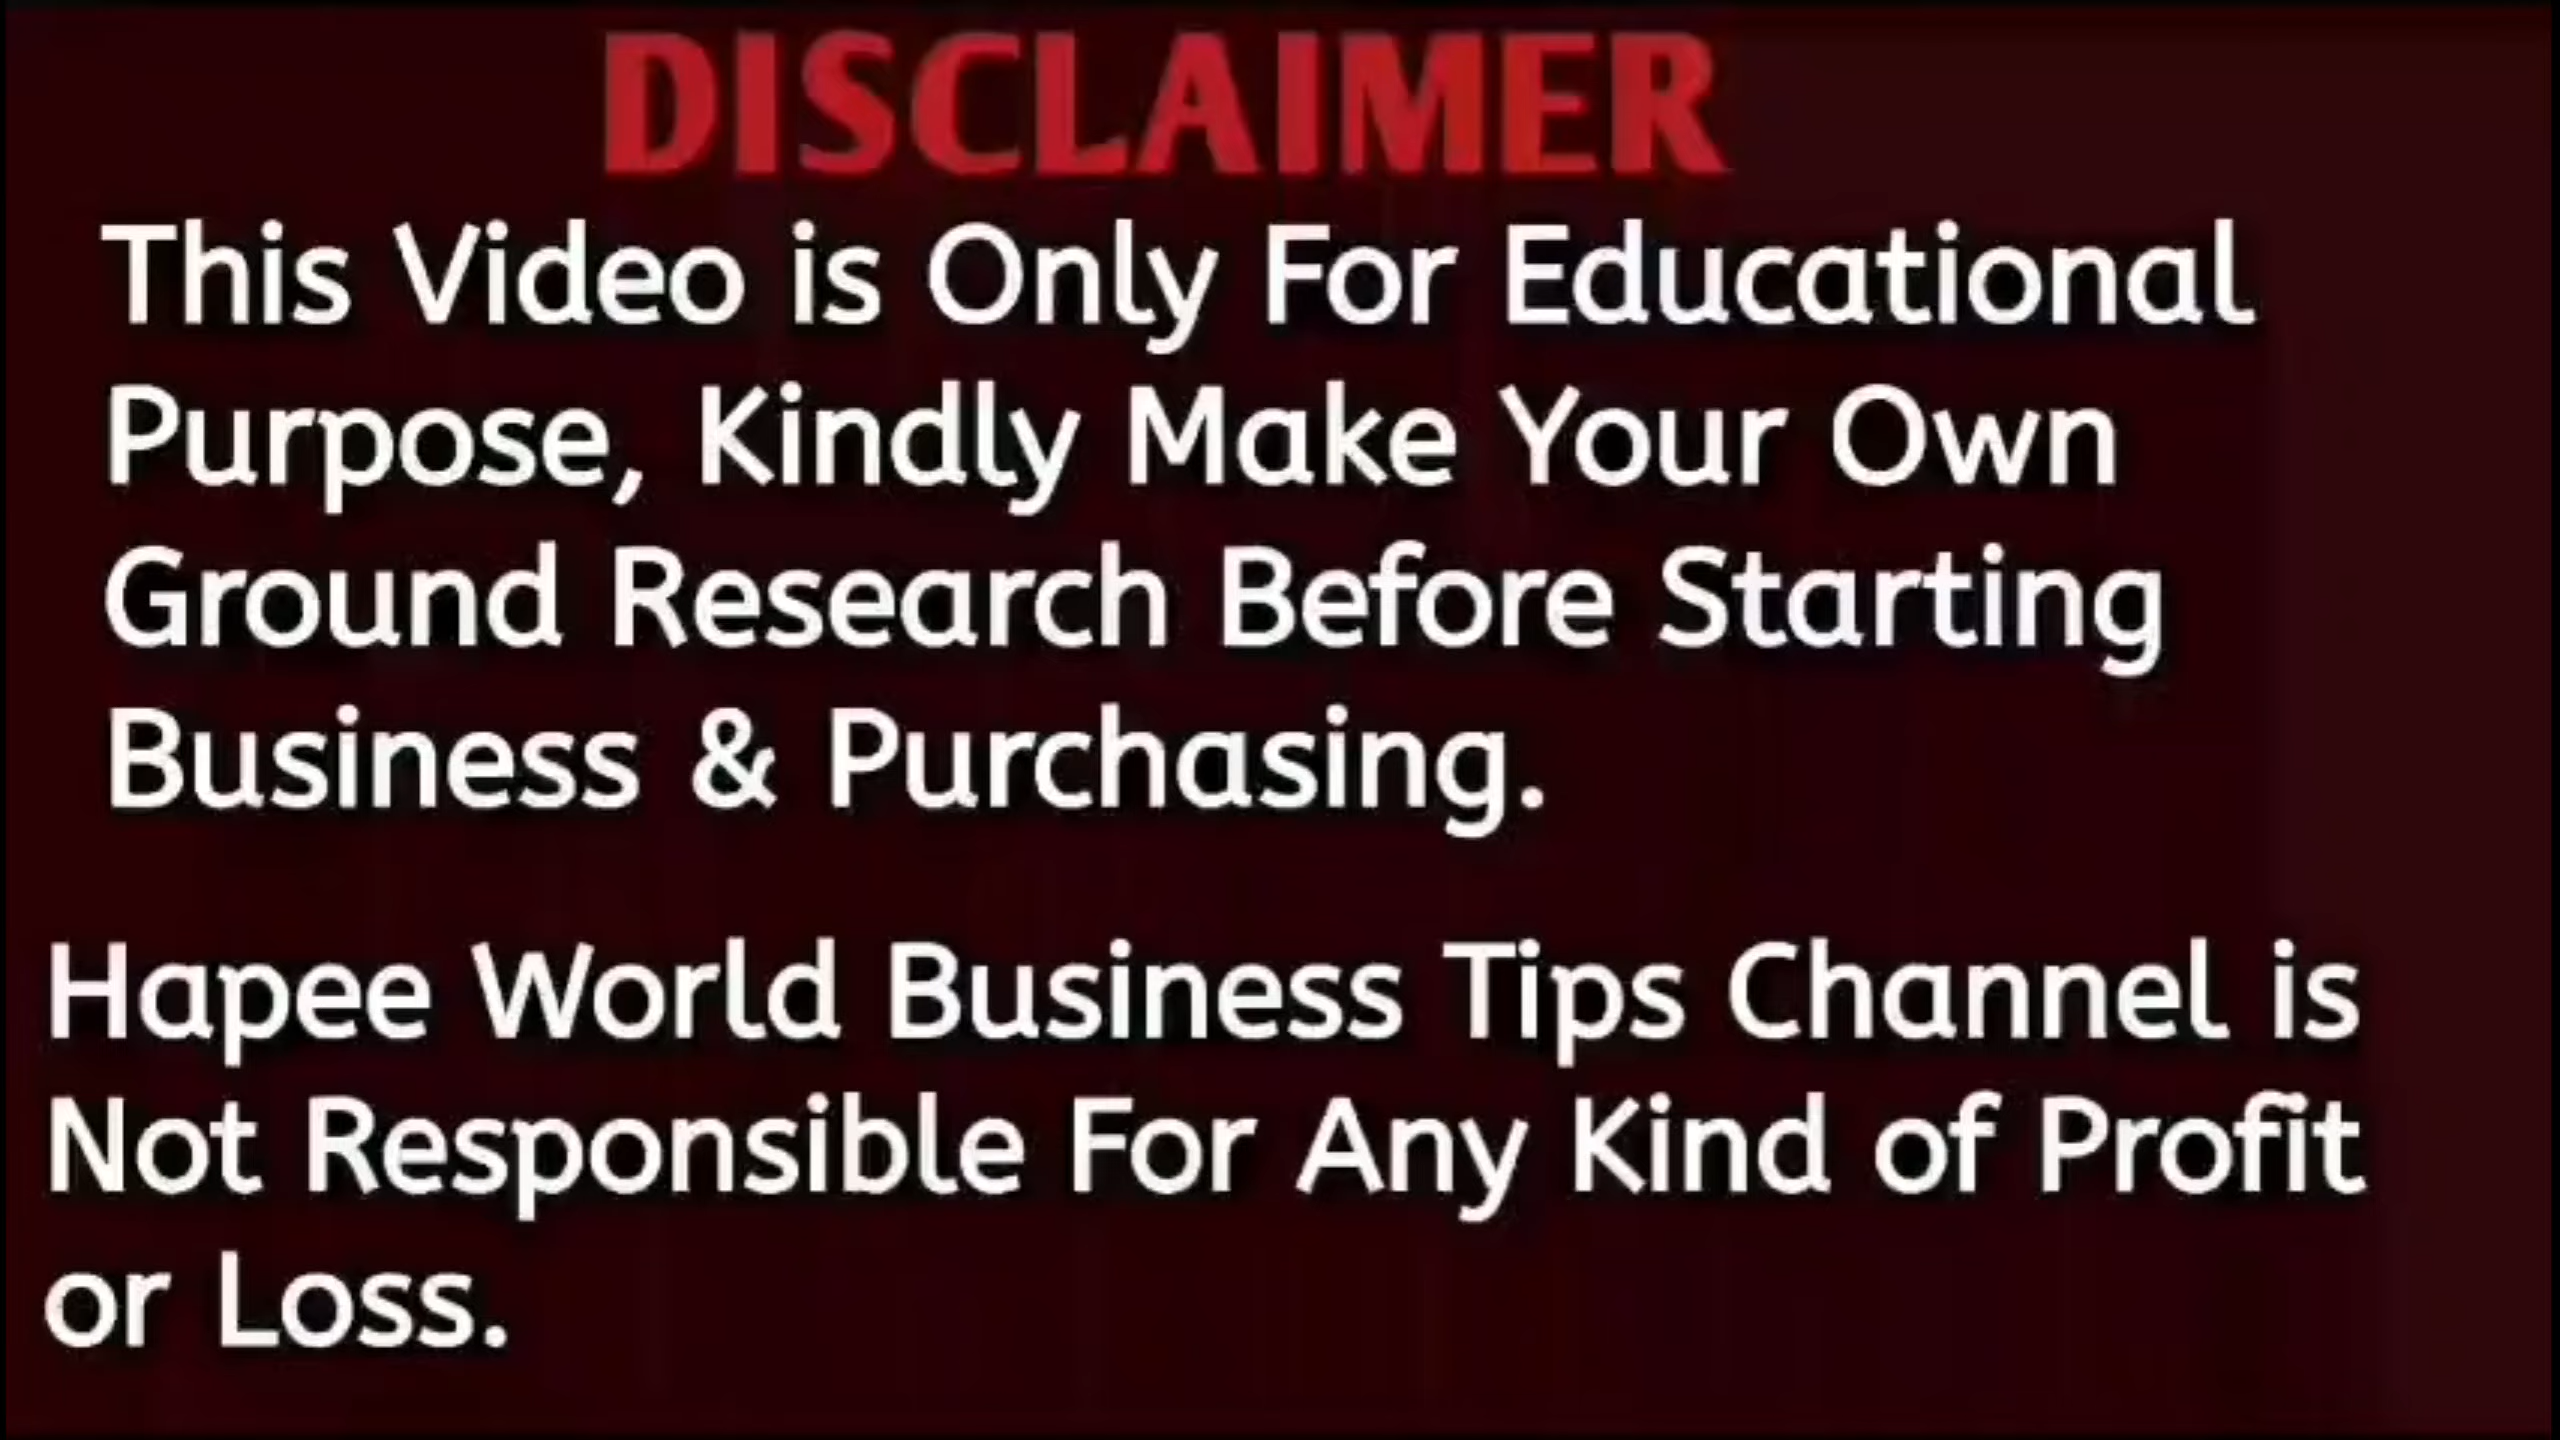 DISCLAIMER
This Video is Only For Educational
Purpose, Kindly Make Your Own
Ground Research Before Starting
Business & Purchasing.
Hapee World Business Tips Channel is
Not Responsible For Any Kind of Profit
or Loss.